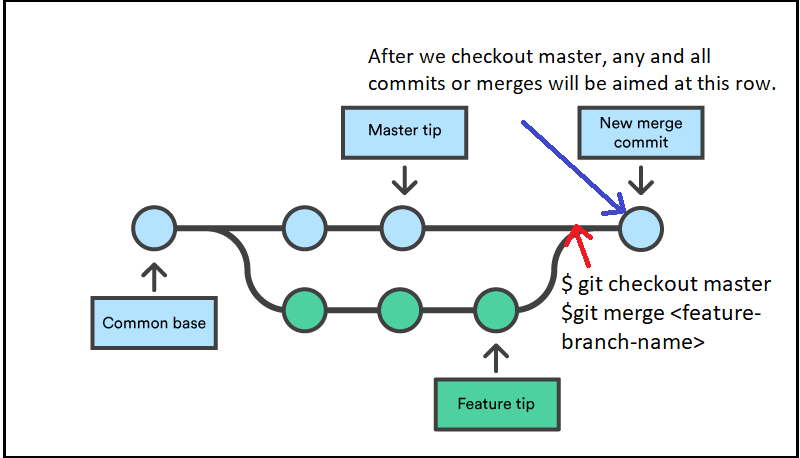 After we checkout master, any and all
commits or merges will be aimed at this row.
Master tip
New merge
commit
$ git checkout master
$git merge <feature-
branch-name>
Common base
Feature tip